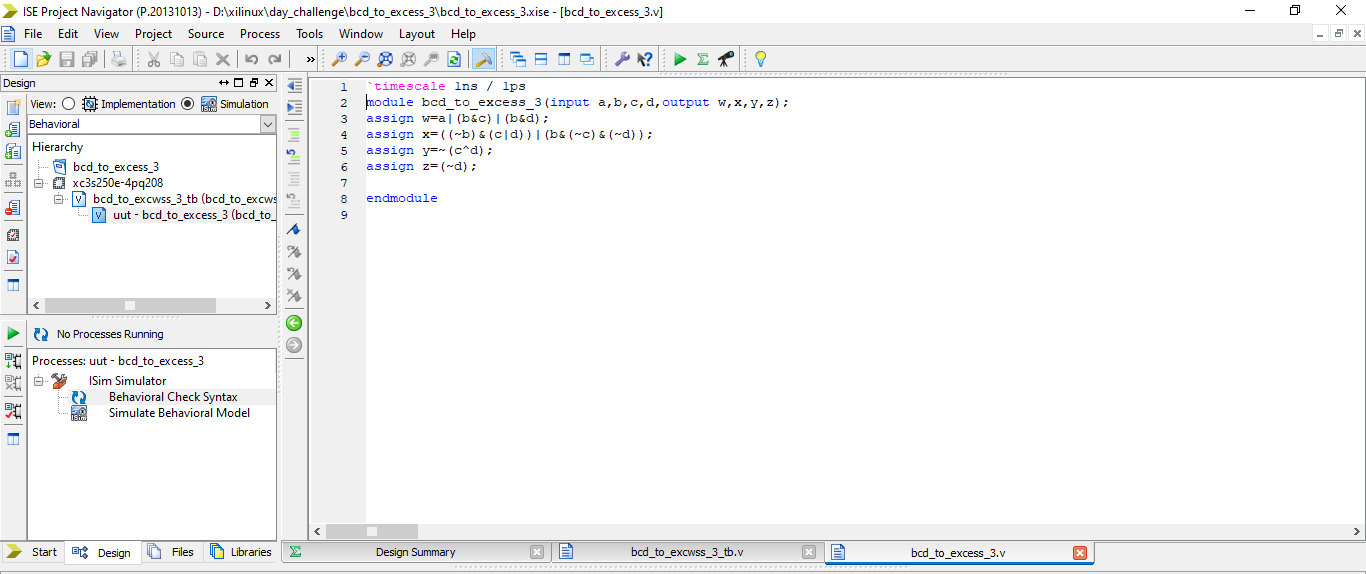 ISE Project Navigator (P.20131013) - D:\xilinux\day_challenge\bcd_to_excess_3\bcd_to_excess_3.xise - [bcd_to_excess_3.v]
File Edit View Project Source Process Tools Window Layout Help
»
Design
View: Implementation Simulation
Behavioral
Hierarchy
bcd_to_excess_3
xc3s250e-4pq208
bcd_to_excwss_3_tb (bcd_to_excws
uut - bcd_to_excess_3 (bcd_to_
No Processes Running
Processes: uut - bcd_to_excess_3
ISim Simulator
Behavioral Check Syntax
Simulate Behavioral Model
Start Design Files Libraries
1 `timescale 1ns / 1ps
2 module bcd_to_excess_3(input a,b,c,d,output w,x,y,z);
3 assign w=a|(b&c)|(b&d);
4 assign x=((~b)&(c|d))|(b&(~c)&(~d));
5 assign y=~(c^d);
6 assign z=(~d);
7
8 endmodule
9
Design Summary bcd_to_excwss_3_tb.v bcd_to_excess_3.v